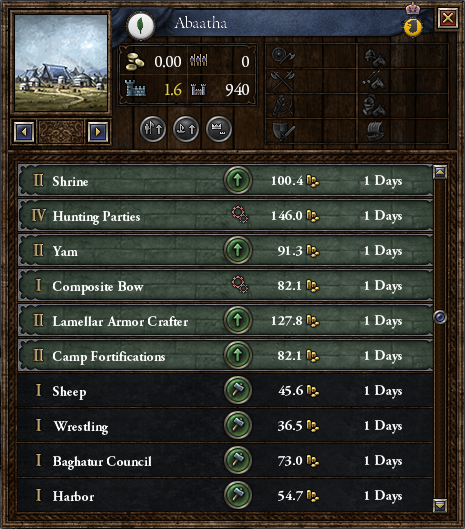 Abaatha
0.00 0
1.6 940
II Shrine 100.4 1 Days
IV Hunting Parties 146.0 1 Days
II Yam 91.3 1 Days
I Composite Bow 82.1 1 Days
II Lamellar Armor Crafter 127.8 1 Days
II Camp Fortifications 82.1 1 Days
I Sheep 45.6 1 Days
I Wrestling 36.5 1 Days
I Baghatur Council 73.0 1 Days
I Harbor 54.7 1 Days